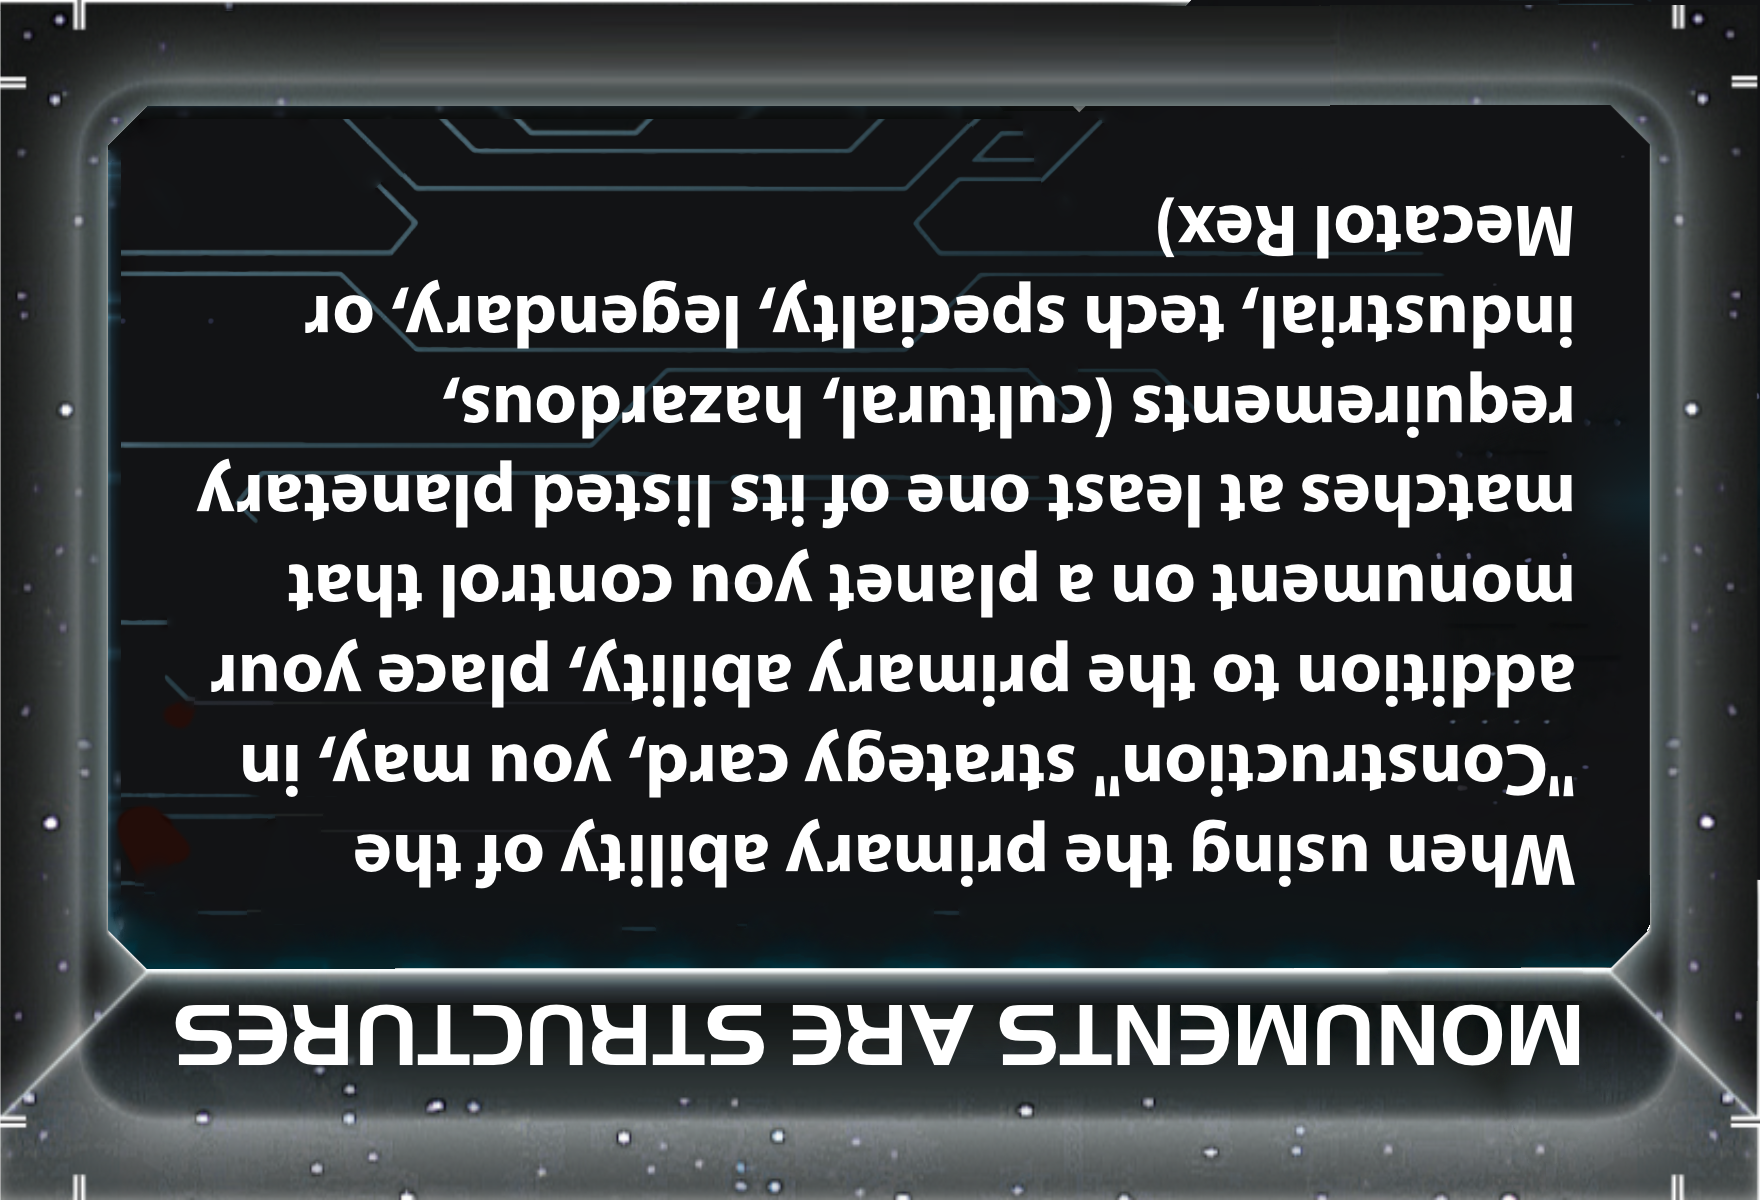 MONUMENTS ARE STRUCTURES
When using the primary ability of the
"Construction" strategy card, you may, in
addition to the primary ability, place your
monument on a planet you control that
matches at least one of its listed planetary
requirements (cultural, hazardous,
industrial, tech specialty, legendary, or
Mecatol Rex)